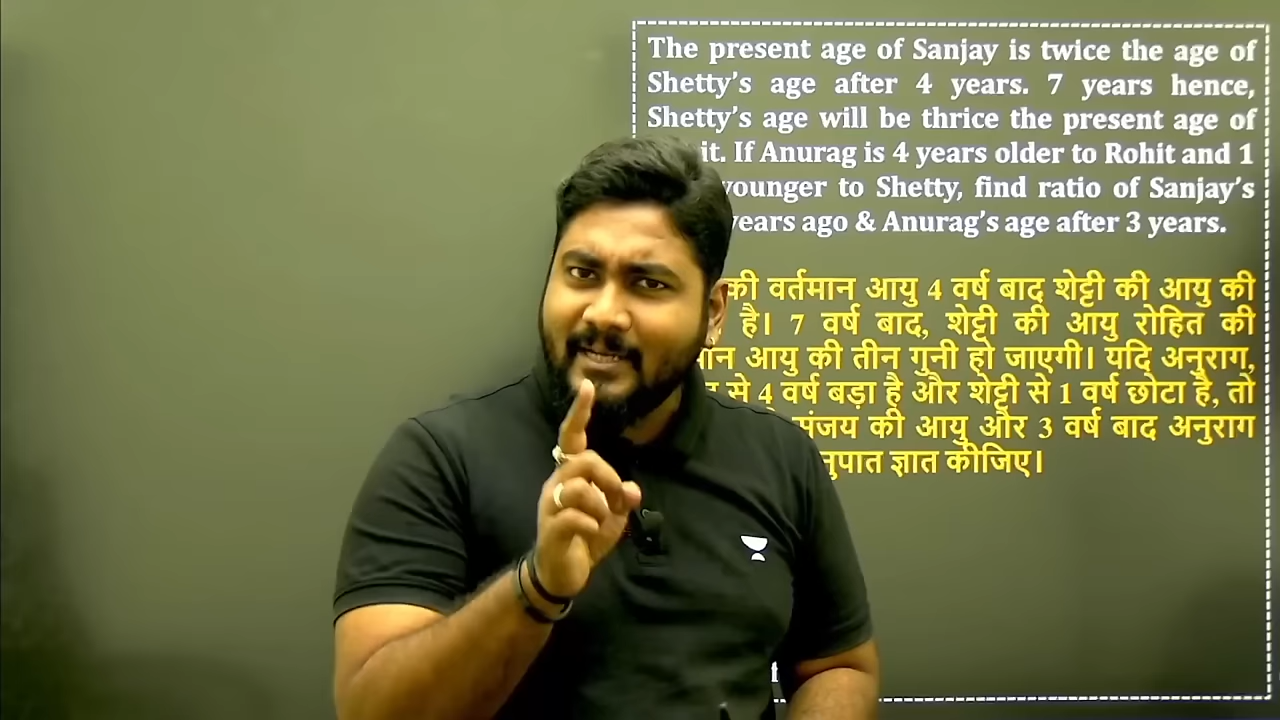 The present age of Sanjay is twice the age of
Shetty's age after 4 years. 7 years hence,
Shetty's age will be thrice the present age of
If Anurag is 4 years older to Rohit and 1
younger to Shetty, find ratio of Sanjay's
years ago & Anurag's age after 3 years.
की वर्तमान आयु 4 वर्ष बाद शेट्टी की आयु की
है। 7 वर्ष बाद, शेट्टी की आयु रोहित की
आयु की तीन गुनी हो जाएगी। यदि अनुराग,
से 4 वर्ष बड़ा है और शेट्टी से 1 वर्ष छोटा है, तो
संजय की आयु और 3 वर्ष बाद अनुराग
ज्ञात कीजिए।